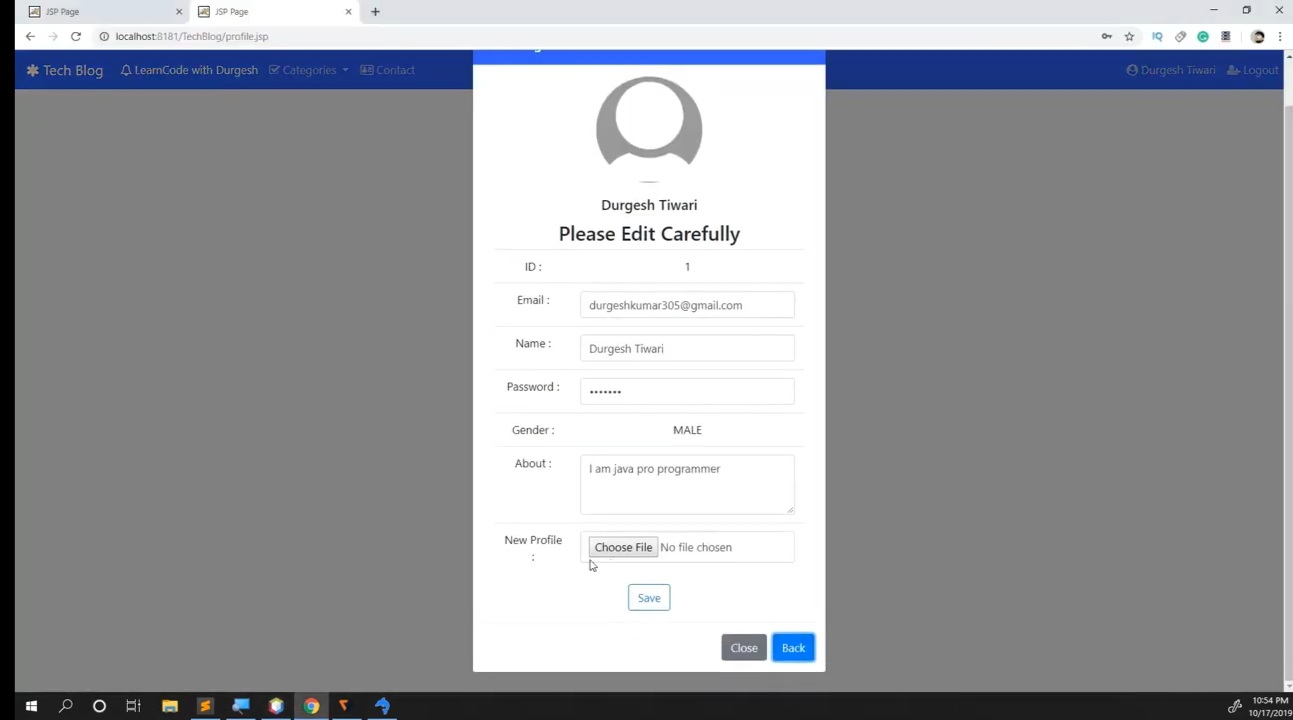 JSP Page
JSP Page
localhost:8181/TechBlog/profile.jsp
Tech Blog LearnCode with Durgesh Categories Contact Durgesh Tiwari Logout
Durgesh Tiwari
Please Edit Carefully
ID : 1
Email : durgeshkumar305@gmail.com
Name : Durgesh Tiwari
Password : •••••••
Gender : MALE
About : I am java pro programmer
New Profile : Choose File No file chosen
Save
Close Back
10:54 PM
10/17/2019